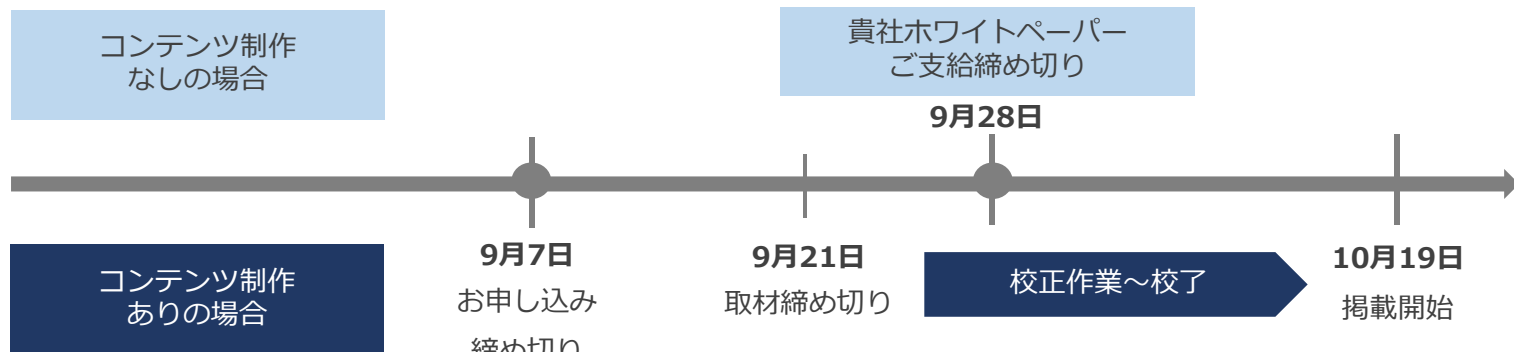 コンテンツ制作
なしの場合
貴社ホワイトペーパー
ご支給締め切り
9月28日
コンテンツ制作
ありの場合
9月7日
お申し込み
締め切り
9月21日
取材締め切り
校正作業～校了
10月19日
掲載開始